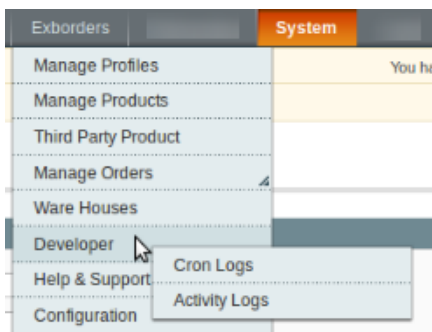 Exborders
System
Manage Profiles
You ha
Manage Products
Third Party Product
Manage Orders
Ware Houses
Developer
Cron Logs
Help & Support
Activity Logs
Configuration